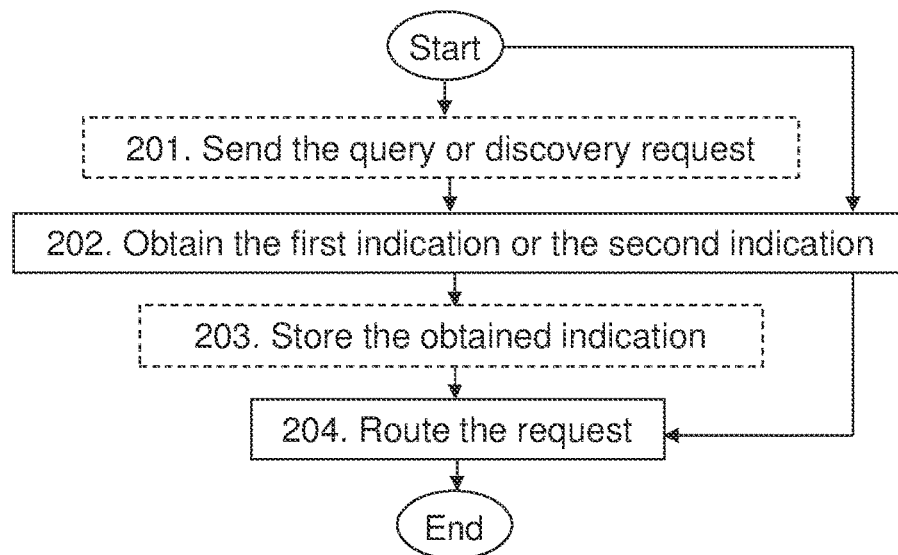 Start
201. Send the query or discovery request
202. Obtain the first indication or the second indication
203. Store the obtained indication
204. Route the request
End